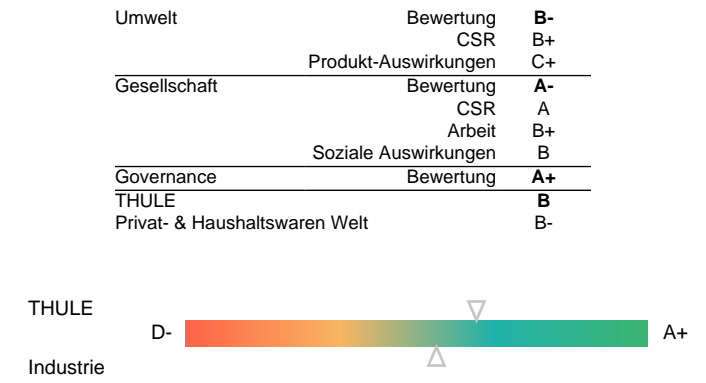 Umwelt Bewertung B-
CSR B+
Produkt-Auswirkungen C+
Gesellschaft Bewertung A-
CSR A
Arbeit B+
Soziale Auswirkungen B
Governance Bewertung A+
THULE B
Privat- & Haushaltswaren Welt B-
THULE
D- A+
Industrie